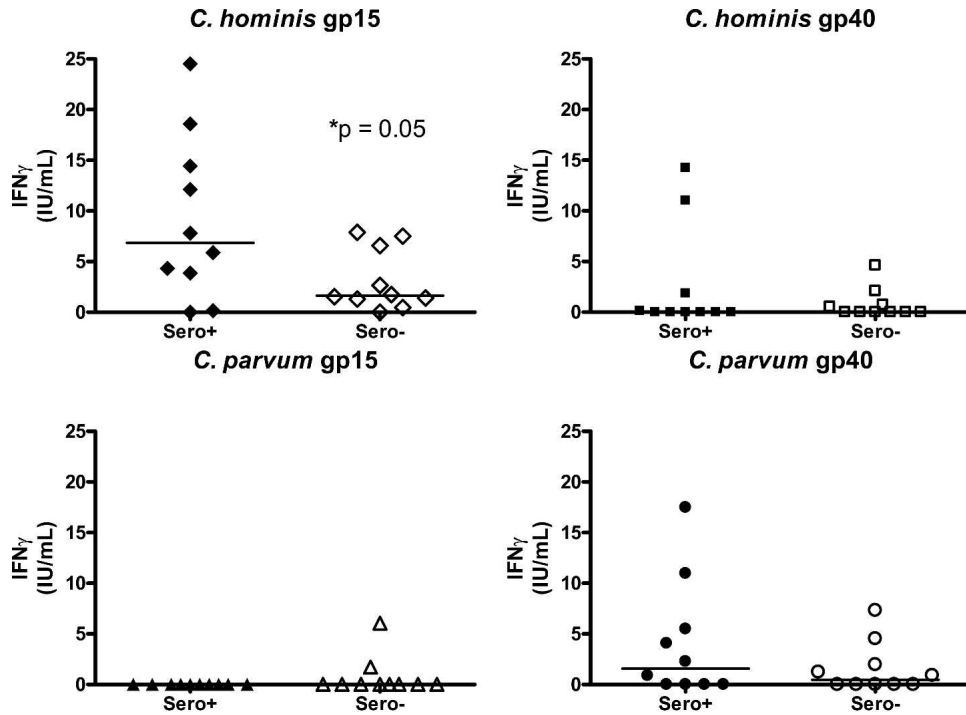 C. hominis gp15
25
20
15
10
5
0
IFNγ
(IU/mL)
*p = 0.05
Sero+
Sero-
C. hominis gp40
25
20
15
10
5
0
IFNγ
(IU/mL)
Sero+
Sero-
C. parvum gp15
25
20
15
10
5
0
IFNγ
(IU/mL)
Sero+
Sero-
C. parvum gp40
25
20
15
10
5
0
IFNγ
(IU/mL)
Sero+
Sero-